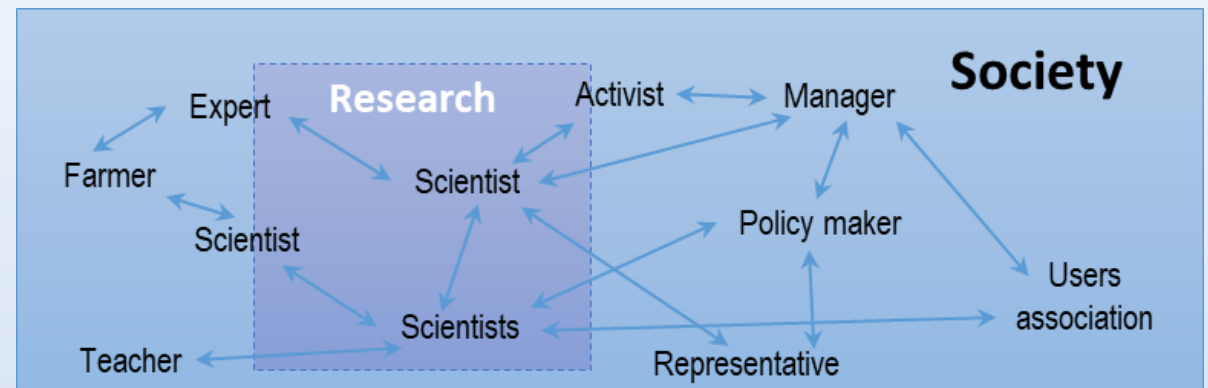 Society
Research
Expert
Activist
Manager
Farmer
Scientist
Scientist
Policy maker
Users
association
Scientists
Teacher
Representative